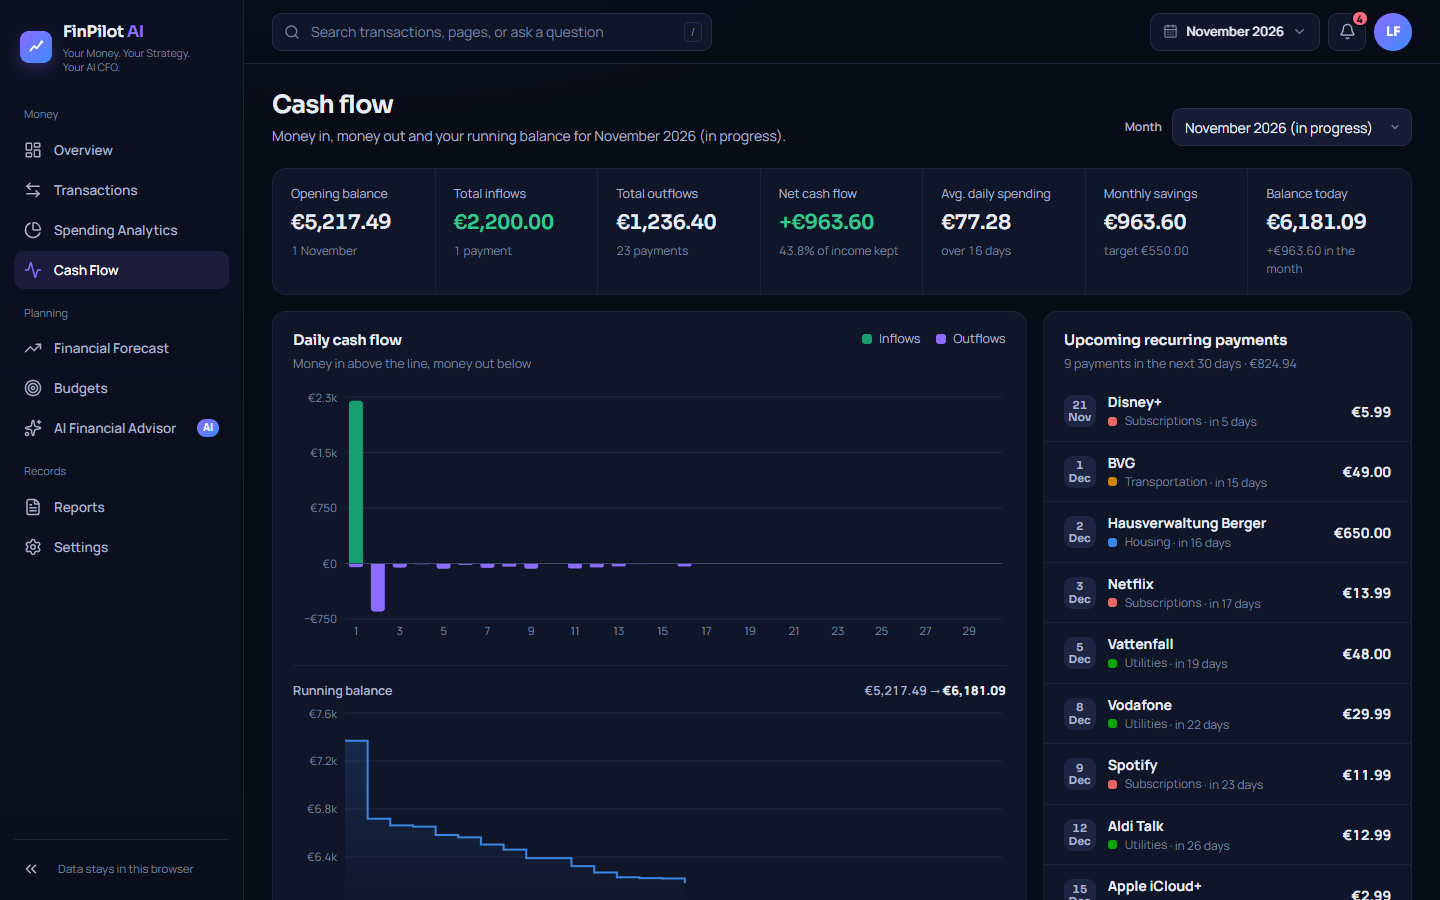 FinPilot AI
Your Money. Your Strategy.
Your AI CFO.
Money
Overview
Transactions
Spending Analytics
Cash Flow
Planning
Financial Forecast
Budgets
AI Financial Advisor
AI
Records
Reports
Settings
Data stays in this browser
Search transactions, pages, or ask a question
/
November 2026
4
LF
Cash flow
Money in, money out and your running balance for November 2026 (in progress).
Month
November 2026 (in progress)
Opening balance
€5,217.49
1 November
Total inflows
€2,200.00
1 payment
Total outflows
€1,236.40
23 payments
Net cash flow
+€963.60
43.8% of income kept
Avg. daily spending
€77.28
over 16 days
Monthly savings
€963.60
target €550.00
Balance today
€6,181.09
+€963.60 in the
month
Daily cash flow
Money in above the line, money out below
Inflows
Outflows
€2.3k
€1.5k
€750
€0
−€750
1 3 5 7 9 11 13 15 17 19 21 23 25 27 29
Running balance
€5,217.49 → €6,181.09
€7.6k
€7.2k
€6.8k
€6.4k
Upcoming recurring payments
9 payments in the next 30 days · €824.94
21 Nov
Disney+
Subscriptions · in 5 days
€5.99
1 Dec
BVG
Transportation · in 15 days
€49.00
2 Dec
Hausverwaltung Berger
Housing · in 16 days
€650.00
3 Dec
Netflix
Subscriptions · in 17 days
€13.99
5 Dec
Vattenfall
Utilities · in 19 days
€48.00
8 Dec
Vodafone
Utilities · in 22 days
€29.99
9 Dec
Spotify
Subscriptions · in 23 days
€11.99
12 Dec
Aldi Talk
Utilities · in 26 days
€12.99
15 Dec
Apple iCloud+
€2.99